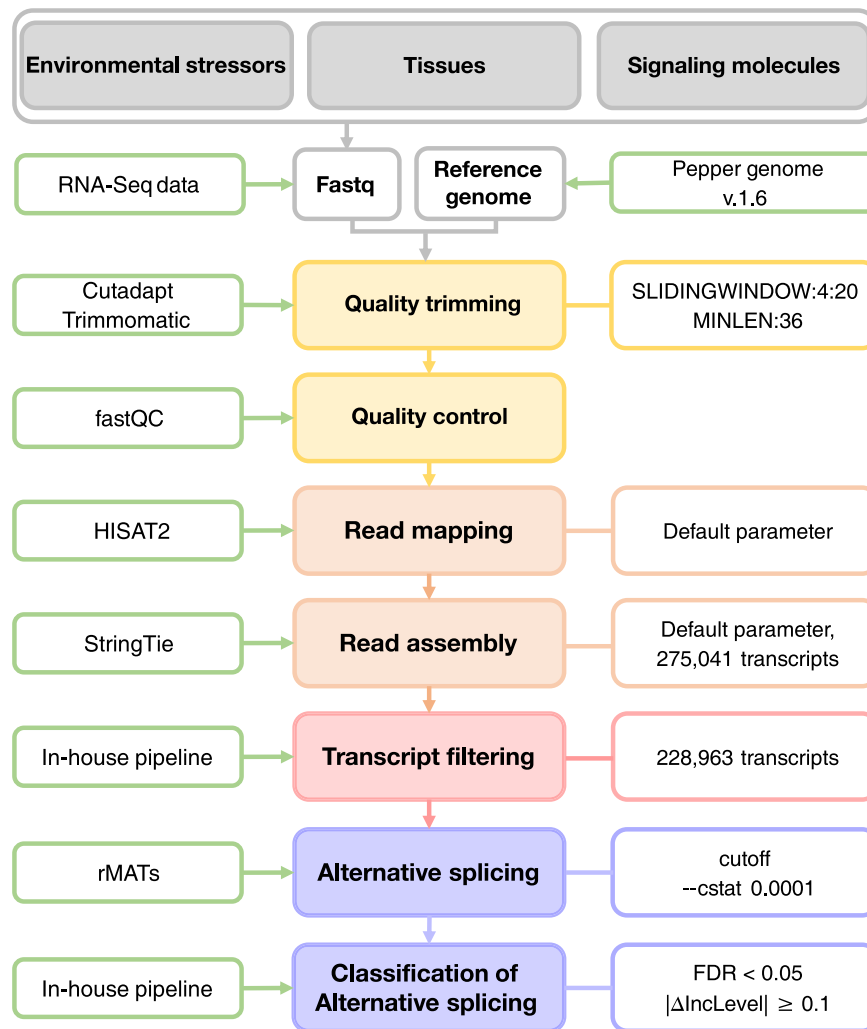 Environmental stressors
Tissues
Signaling molecules
RNA-Seq data
Fastq
Reference
genome
Pepper genome
v.1.6
Cutadapt
Trimmomatic
Quality trimming
SLIDINGWINDOW:4:20
MINLEN:36
fastQC
Quality control
HISAT2
Read mapping
Default parameter
StringTie
Read assembly
Default parameter,
275,041 transcripts
In-house pipeline
Transcript filtering
228,963 transcripts
rMATs
Alternative splicing
cutoff
--cstat 0.0001
In-house pipeline
Classification of
Alternative splicing
FDR < 0.05
|ΔIncLevel| ≥ 0.1